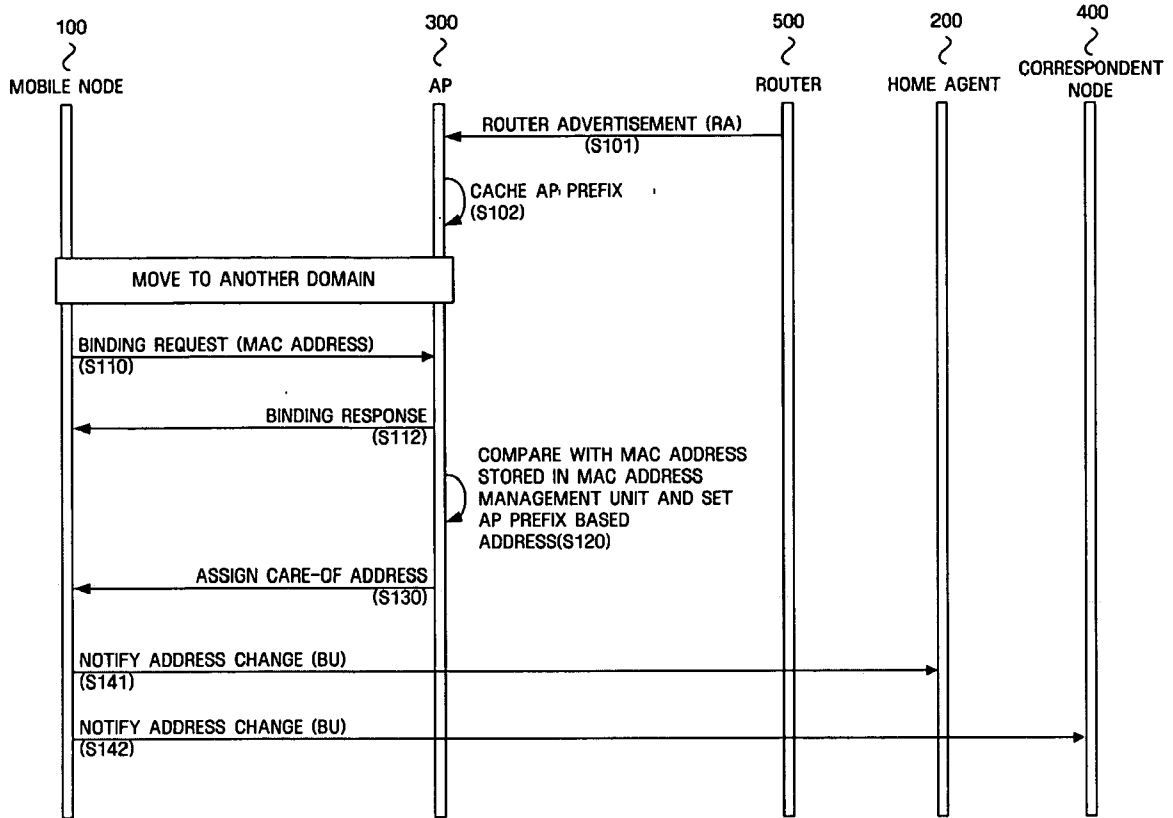 100
300
500
200
400
MOBILE NODE
AP
ROUTER
HOME AGENT
CORRESPONDENT
NODE
ROUTER ADVERTISEMENT (RA)
(S101)
CACHE AP PREFIX
(S102)
MOVE TO ANOTHER DOMAIN
BINDING REQUEST (MAC ADDRESS)
(S110)
BINDING RESPONSE
(S112)
COMPARE WITH MAC ADDRESS
STORED IN MAC ADDRESS
MANAGEMENT UNIT AND SET
AP PREFIX BASED
ADDRESS(S120)
ASSIGN CARE-OF ADDRESS
(S130)
NOTIFY ADDRESS CHANGE (BU)
(S141)
NOTIFY ADDRESS CHANGE (BU)
(S142)